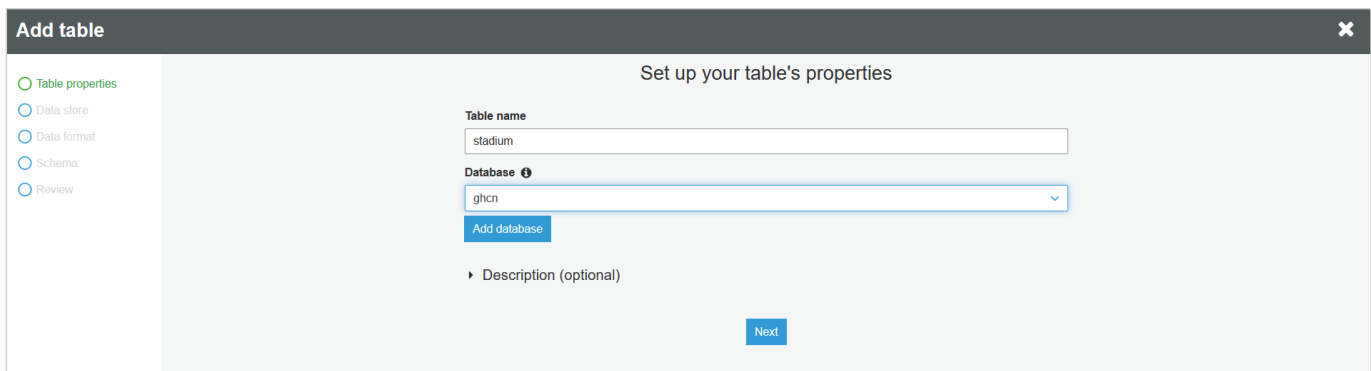 Add table
Table properties
Data store
Data format
Schema
Review
Set up your table's properties
Table name
stadium
Database
ghcn
Add database
Description (optional)
Next